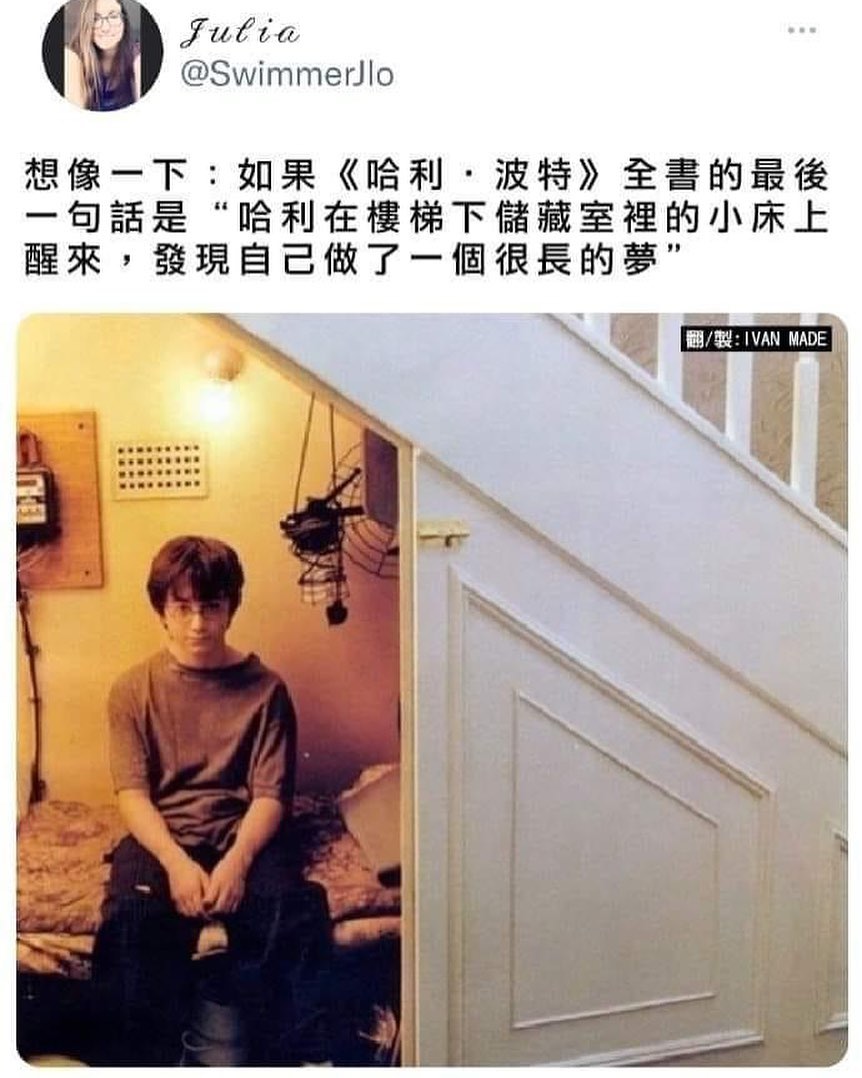 Julia
@SwimmerJlo
想像一下：如果《哈利·波特》全書的最後
一句話是“哈利在樓梯下儲藏室裡的小床上
醒來，發現自己做了一個很長的夢”
翻/製:IVAN MADE